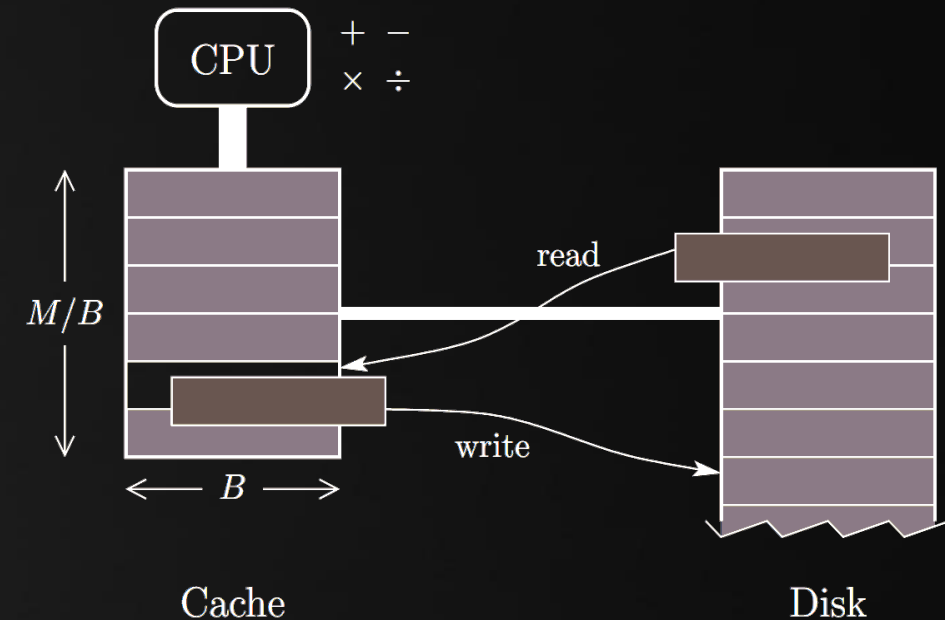 CPU
+ −
× ÷
read
M/B
write
B
Cache
Disk